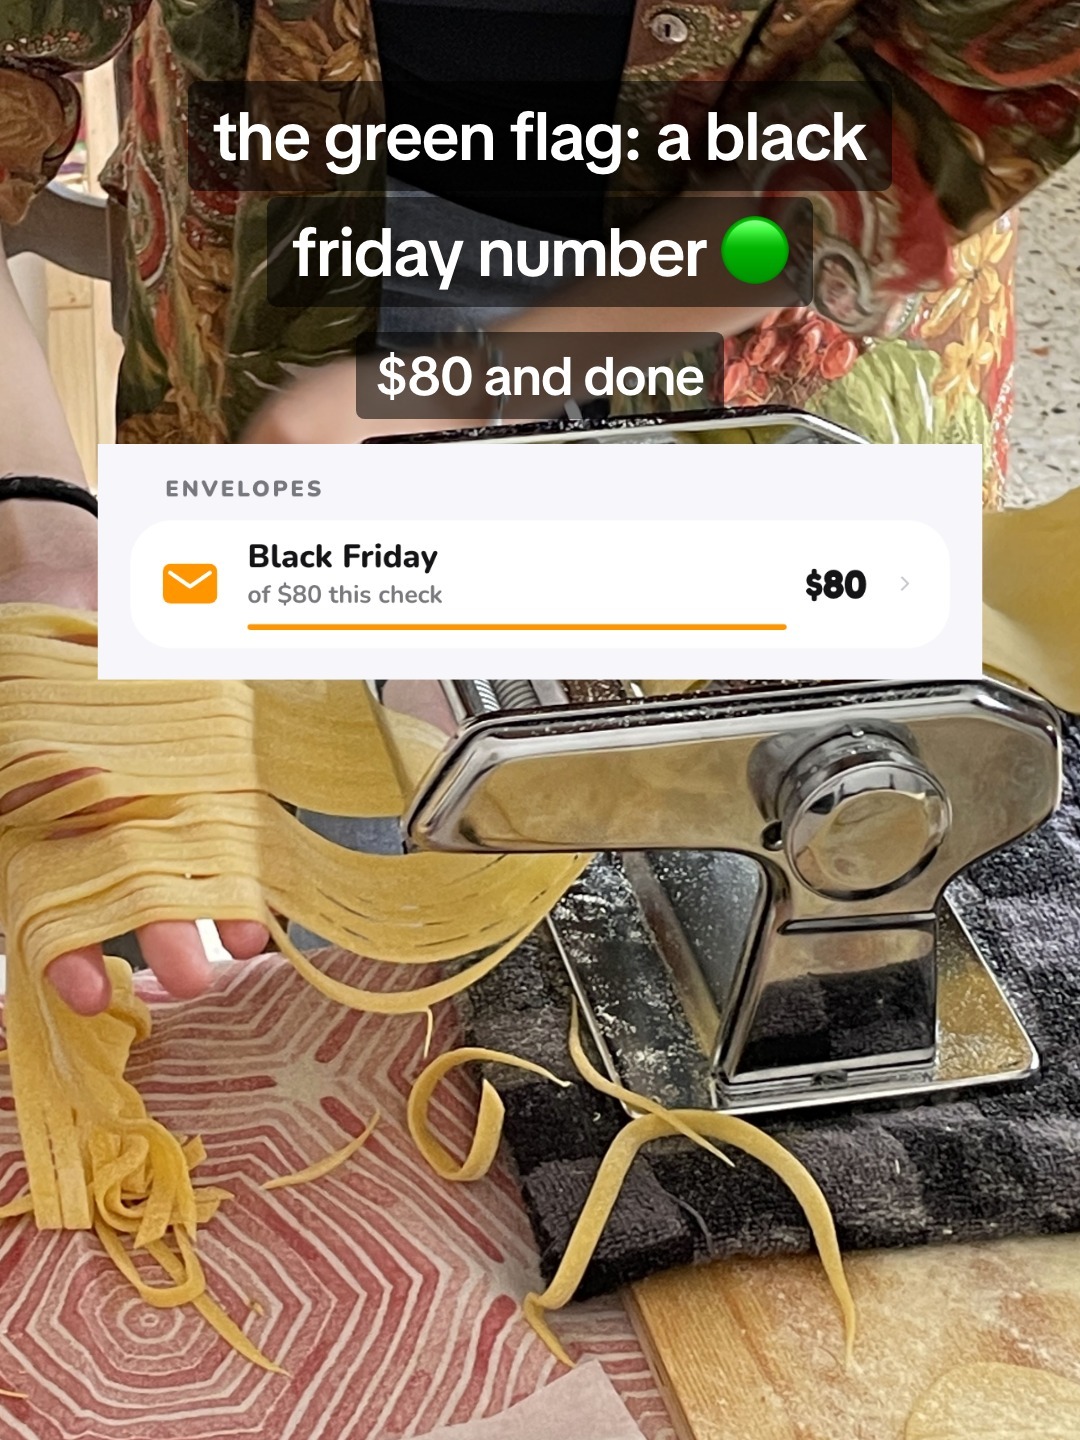 the green flag: a black
friday number 🟢
$80 and done
ENVELOPES
Black Friday
of $80 this check
$80